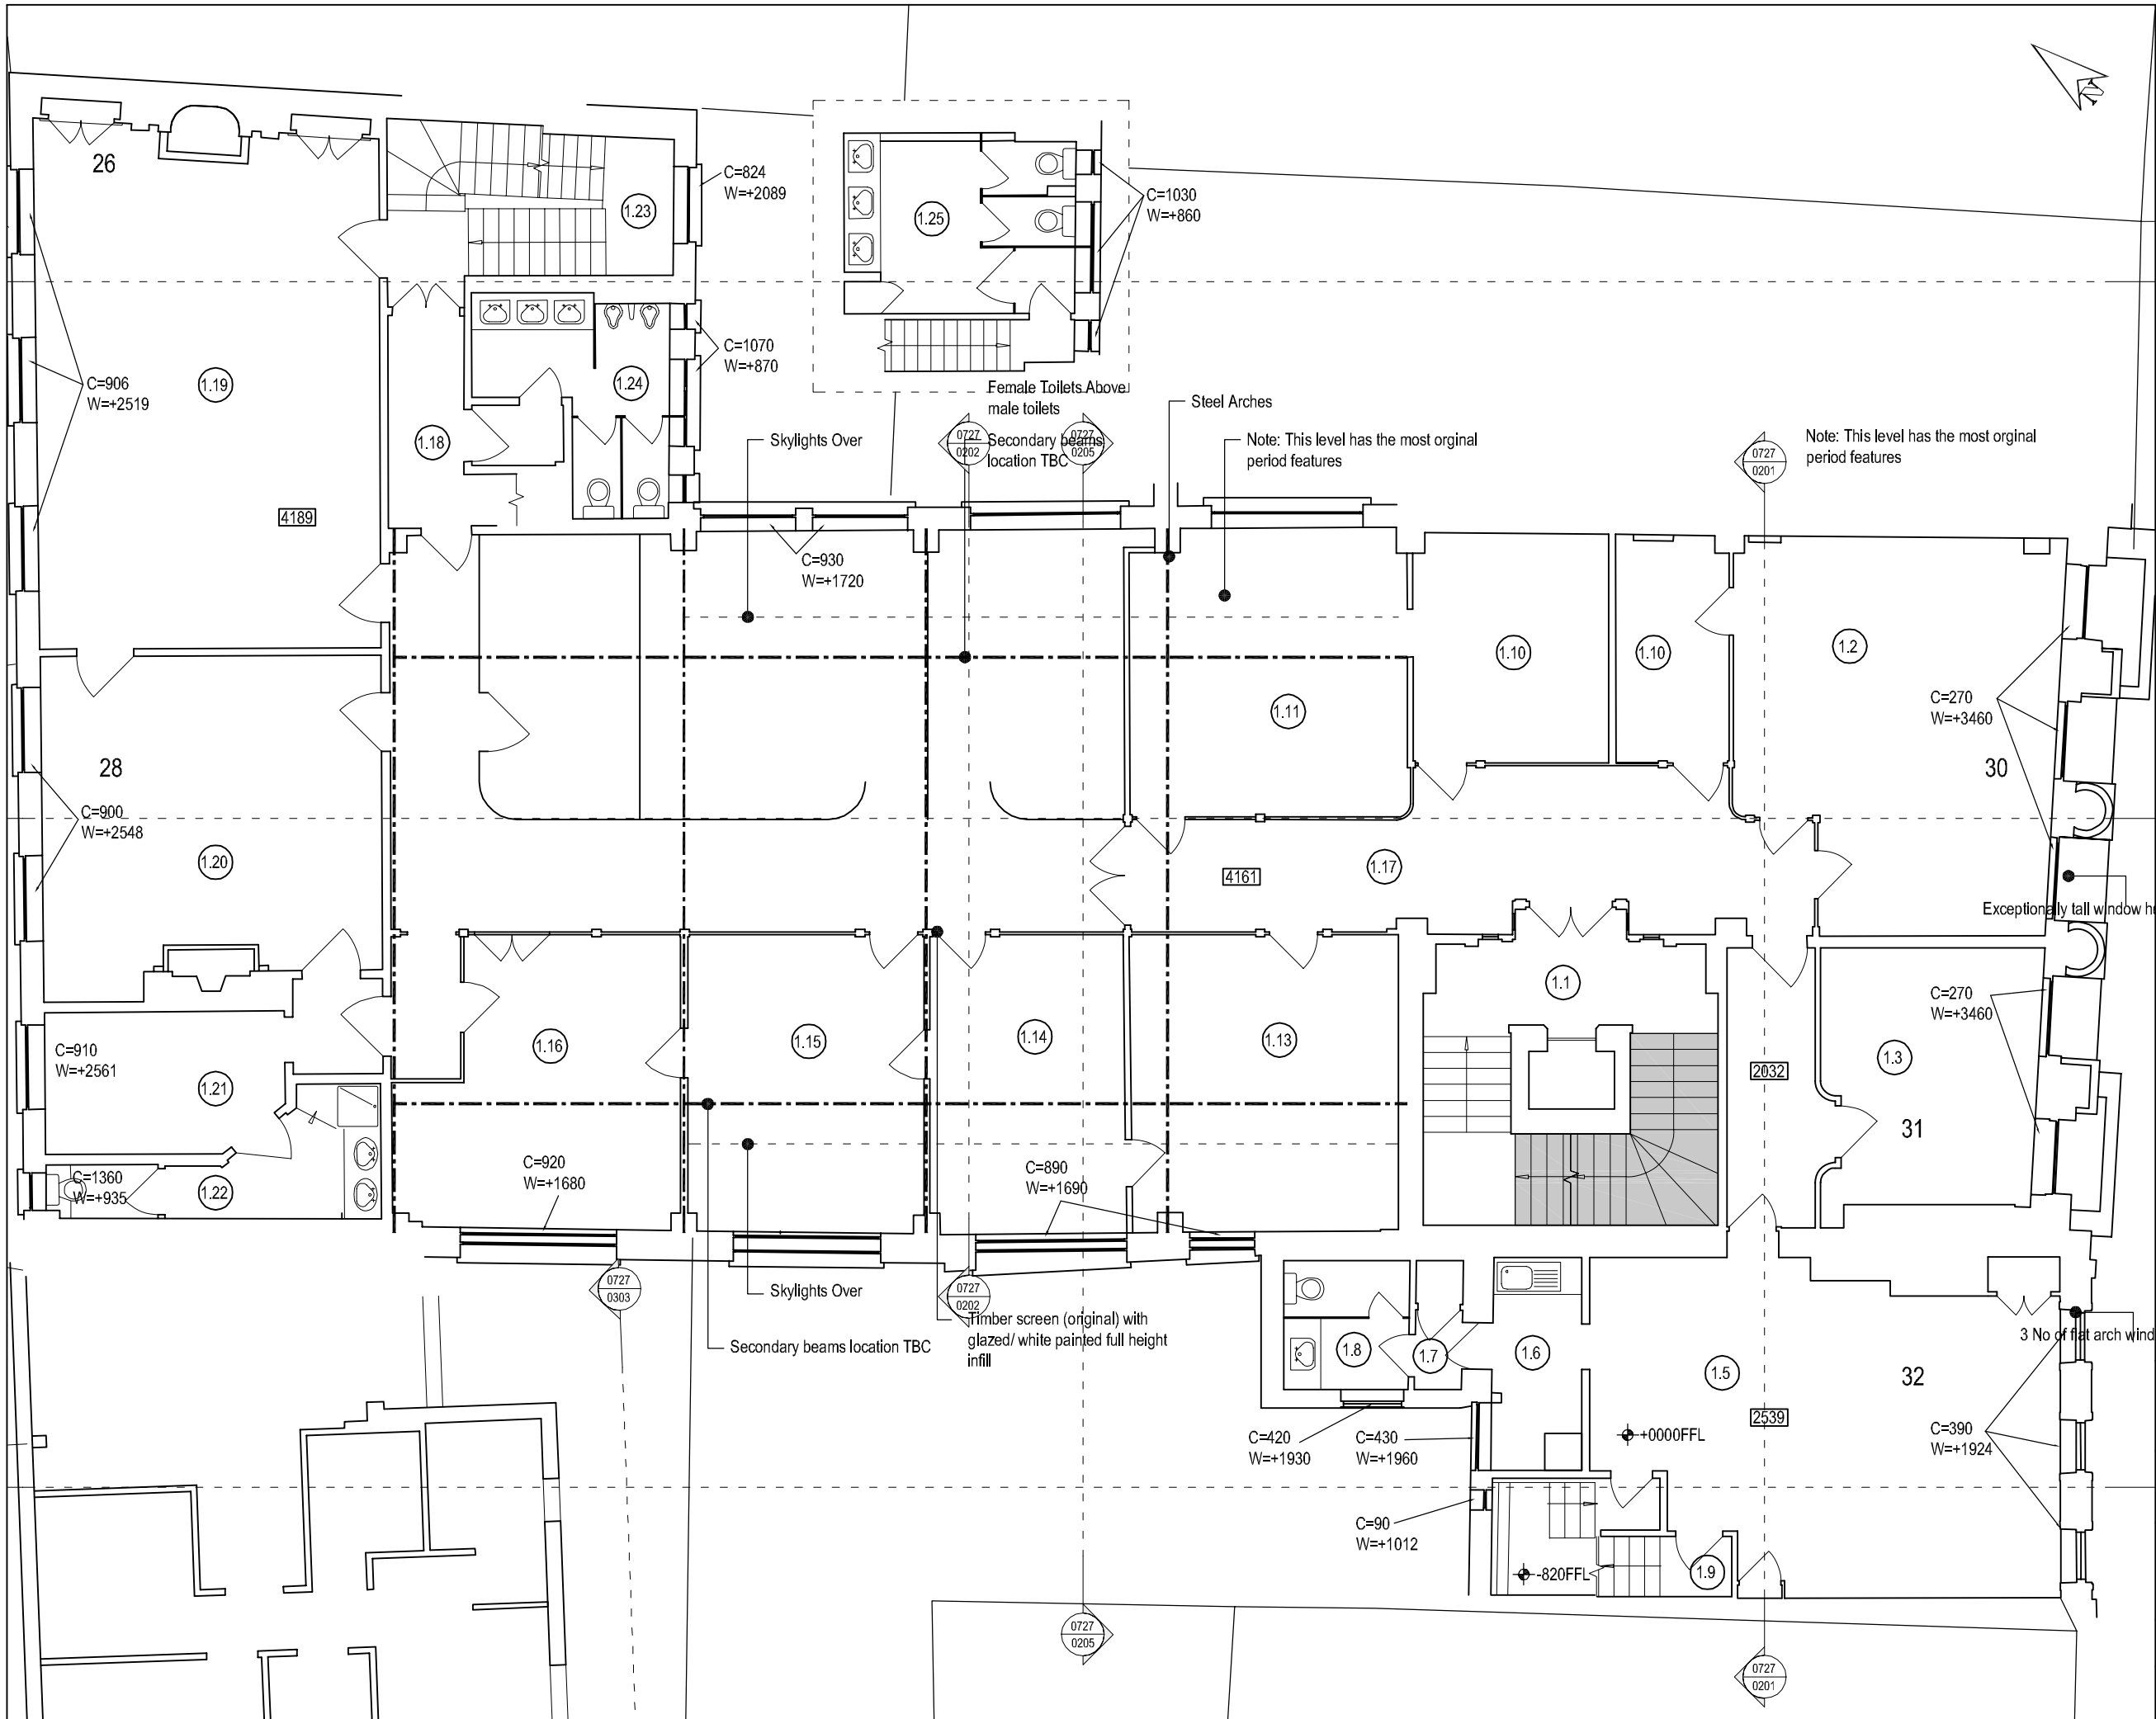 26
C=824
W=+2089
1.23
1.25
C=1030
W=+860
C=906
W=+2519
1.19
C=1070
W=+870
1.24
1.18
Female Toilets Above
male toilets
Skylights Over
0727
0202
Secondary beams
location TBC
0727
0205
Steel Arches
Note: This level has the most orginal
period features
0727
0201
Note: This level has the most orginal
period features
4189
C=930
W=+1720
1.10
1.10
1.2
1.11
C=270
W=+3460
28
30
C=900
W=+2548
1.20
4161
1.17
Exceptionally tall window
1.1
C=270
W=+3460
C=910
W=+2561
1.21
1.16
1.15
1.14
1.13
2032
1.3
31
C=1360
W=+935
1.22
C=920
W=+1680
C=890
W=+1690
0727
0303
Skylights Over
0727
0202
Timber screen (original) with
glazed/ white painted full height
infill
Secondary beams location TBC
1.8
1.7
1.6
1.5
32
3 No of flat arch wind
2539
C=420
W=+1930
C=430
W=+1960
+0000FFL
C=390
W=+1924
C=90
W=+1012
-820FFL
1.9
0727
0205
0727
0201